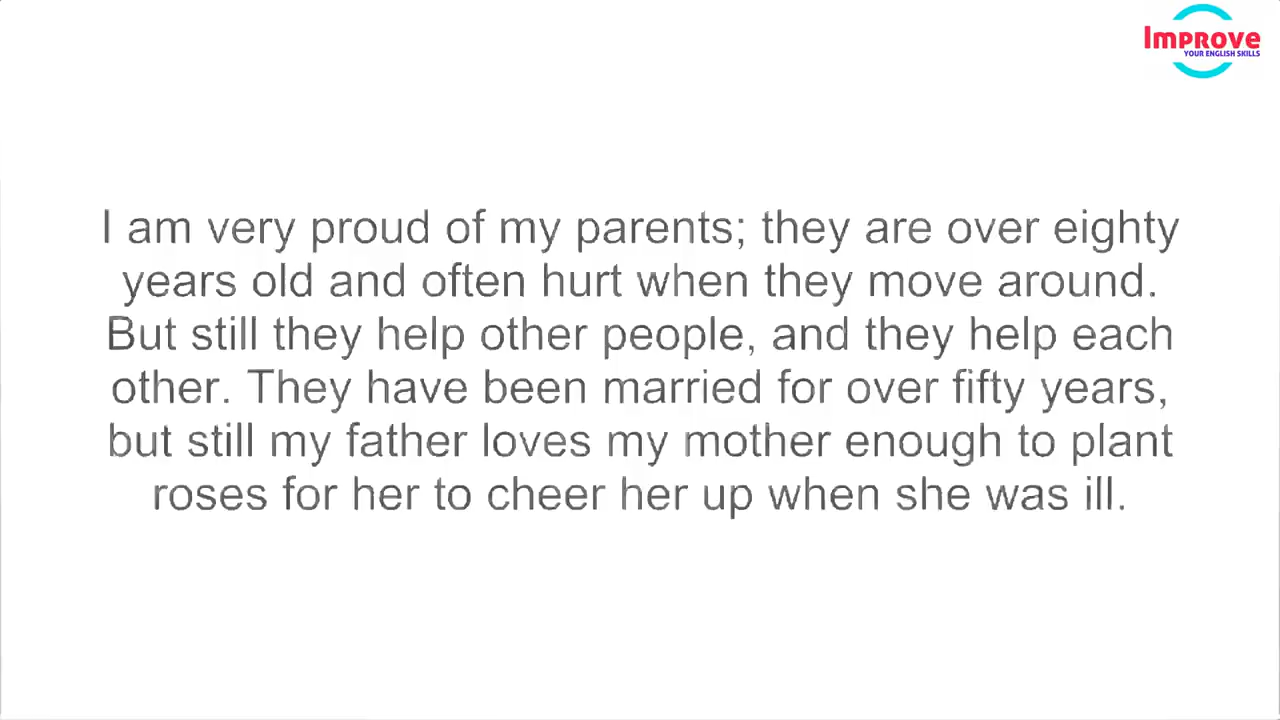 Improve
YOUR ENGLISH SKILLS
I am very proud of my parents; they are over eighty
years old and often hurt when they move around.
But still they help other people, and they help each
other. They have been married for over fifty years,
but still my father loves my mother enough to plant
roses for her to cheer her up when she was ill.